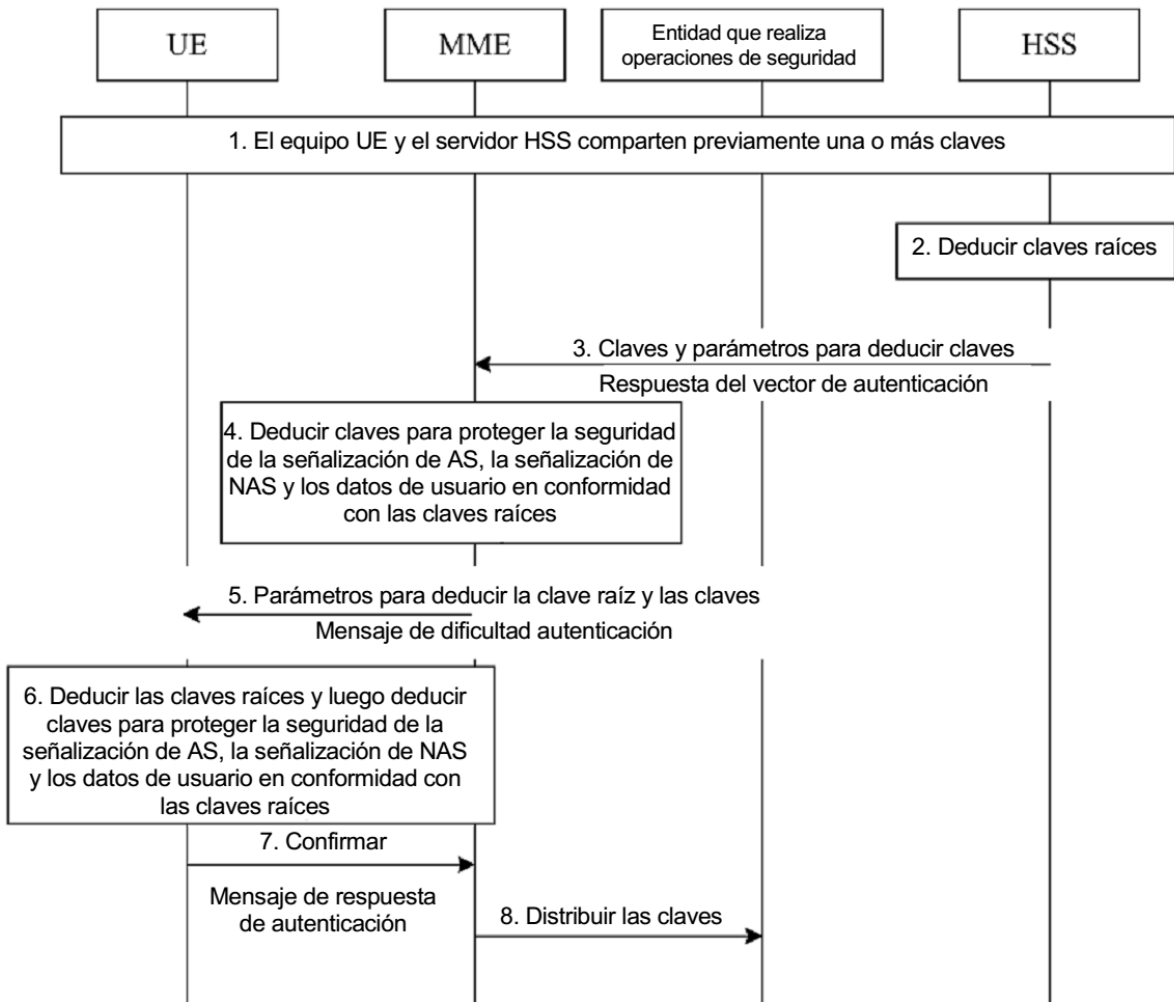 UE
MME
Entidad que realiza
operaciones de seguridad
HSS
1. El equipo UE y el servidor HSS comparten previamente una o más claves
2. Deducir claves raíces
3. Claves y parámetros para deducir claves
Respuesta del vector de autenticación
4. Deducir claves para proteger la seguridad
de la señalización de AS, la señalización de
NAS y los datos de usuario en conformidad
con las claves raíces
5. Parámetros para deducir la clave raíz y las claves
Mensaje de dificultad autenticación
6. Deducir las claves raíces y luego deducir
claves para proteger la seguridad de la
señalización de AS, la señalización de NAS
y los datos de usuario en conformidad con
las claves raíces
7. Confirmar
Mensaje de respuesta
de autenticación
8. Distribuir las claves